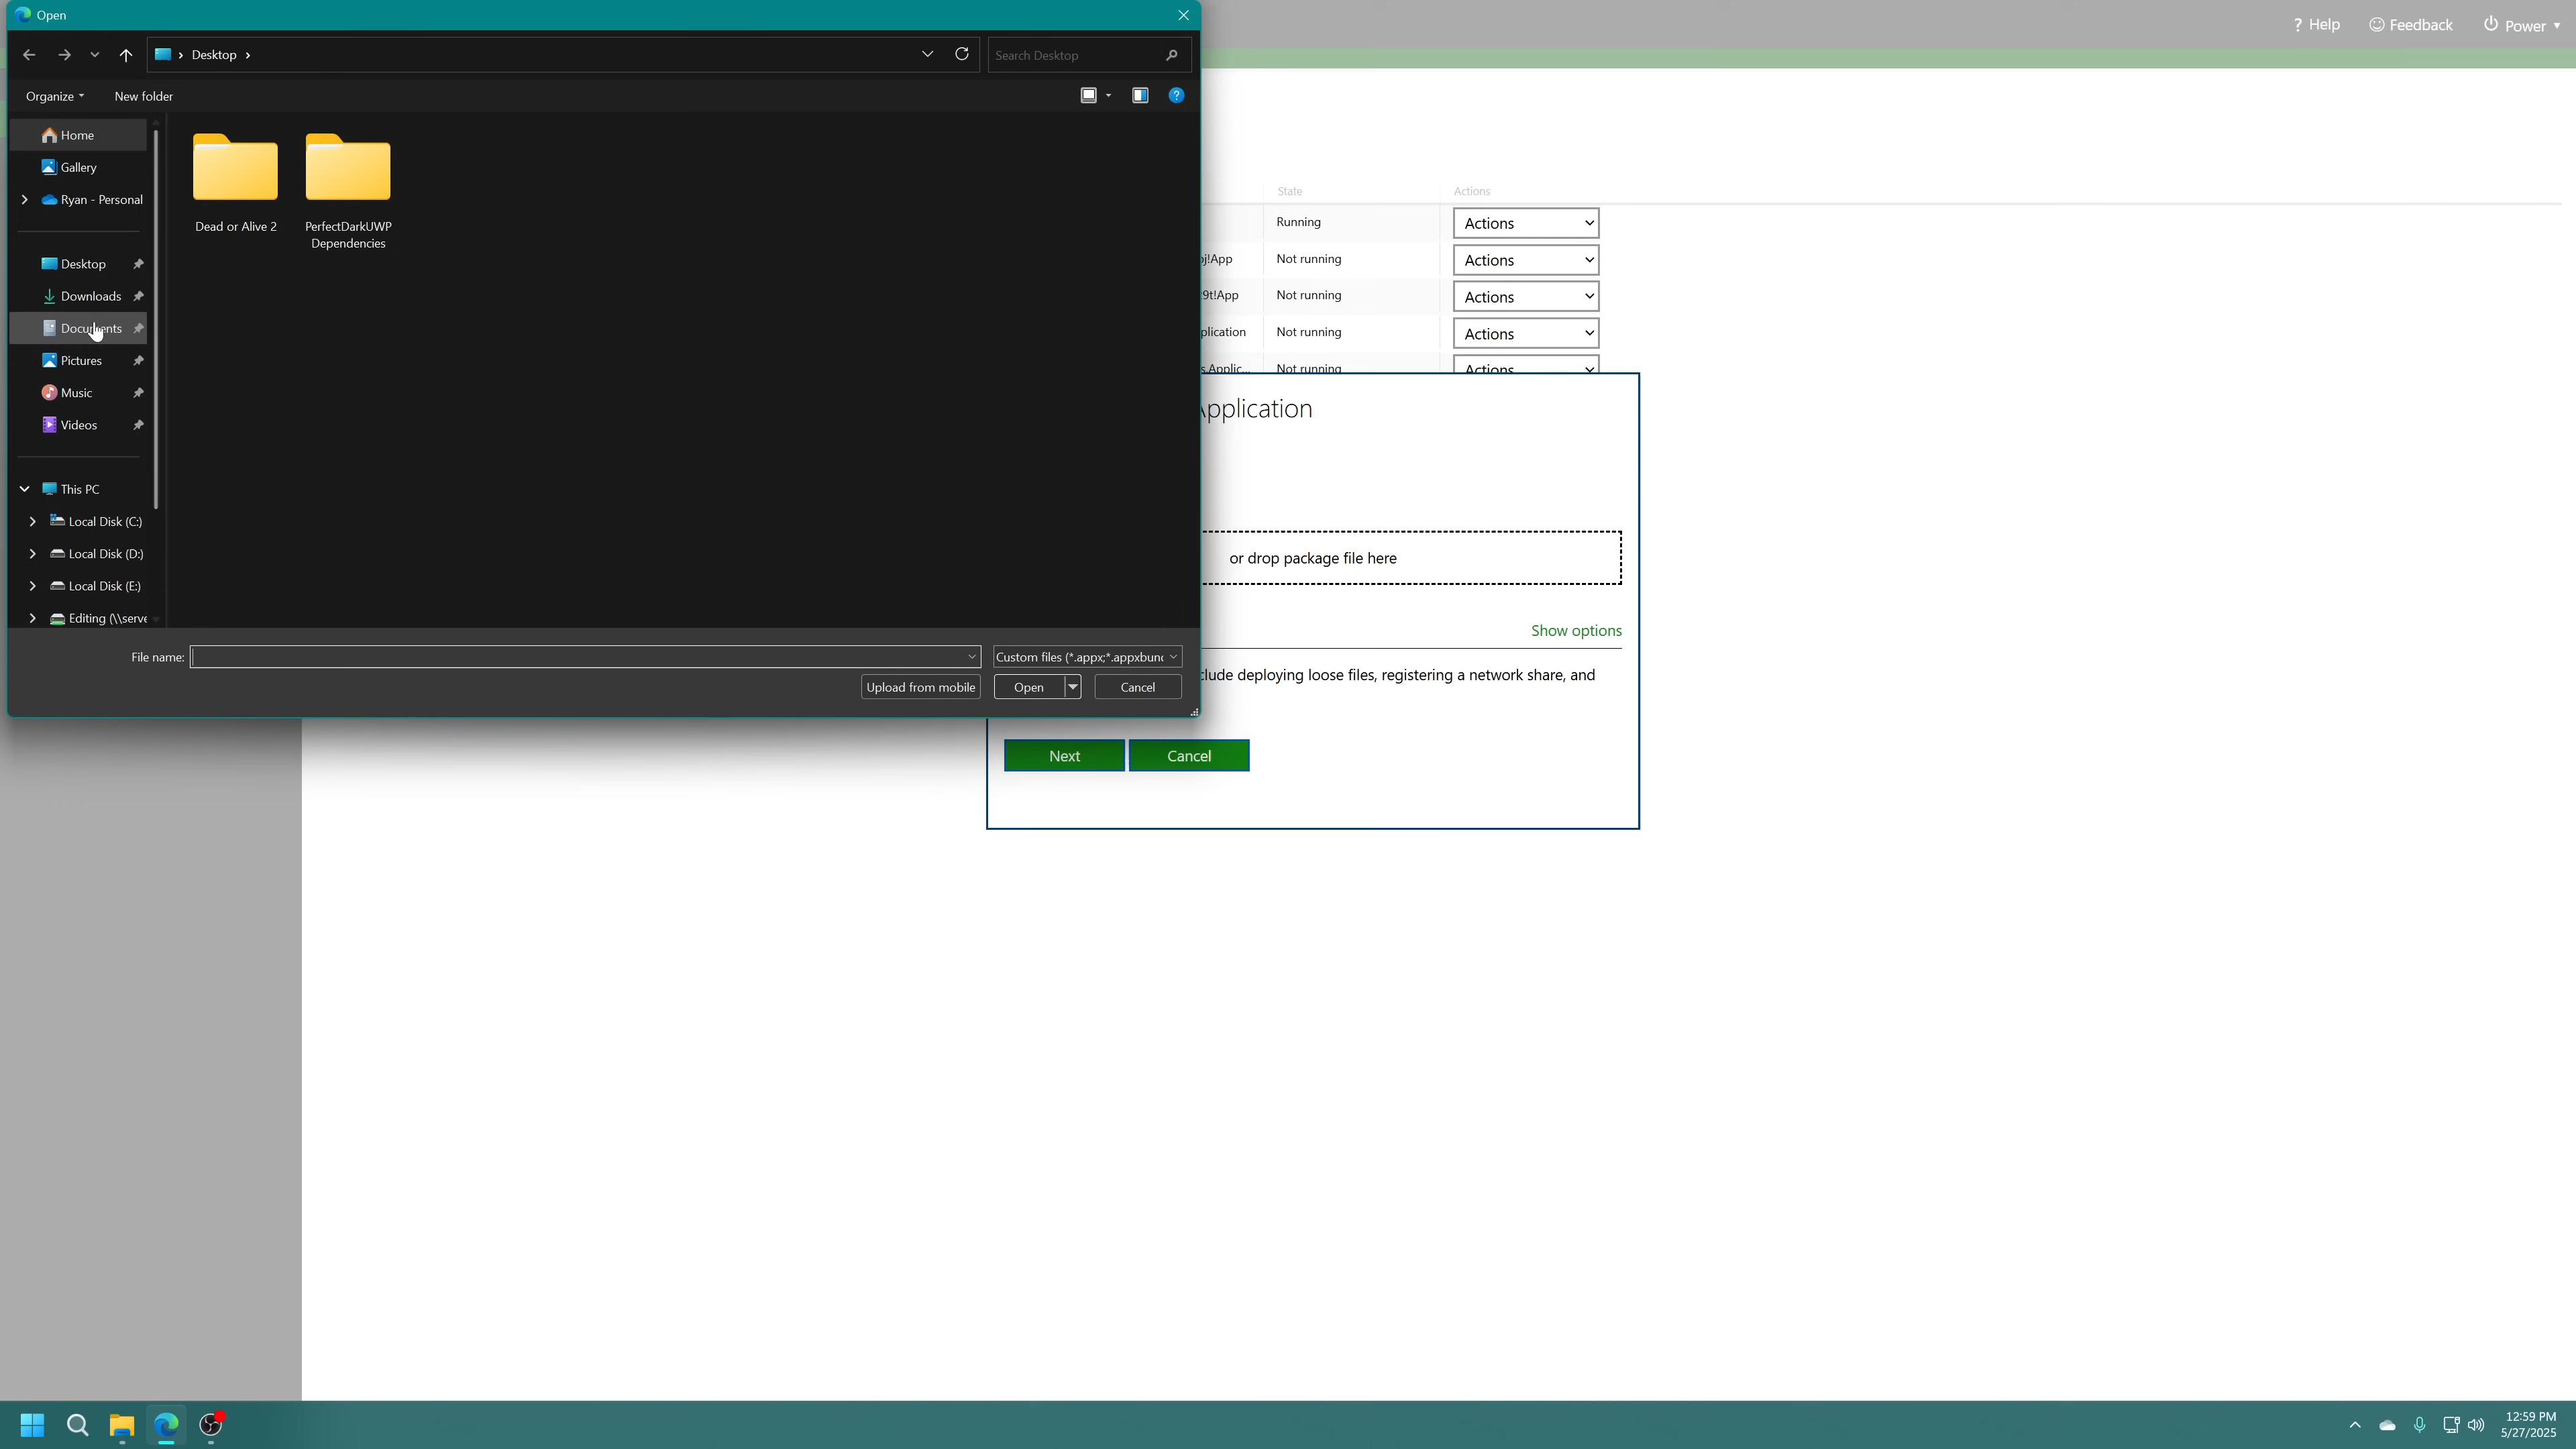 Open
Desktop
Search Desktop
Organize
New folder
Home
Gallery
Ryan - Personal
Desktop
Downloads
Documents
Pictures
Music
Videos
This PC
Local Disk (C:)
Local Disk (D:)
Local Disk (E:)
Editing (\\serve
Dead or Alive 2
PerfectDarkUWP
Dependencies
File name:
Custom files (*.appx;*.appxbun
Upload from mobile
Open
Cancel
? Help
Feedback
Power
State
Actions
Running
Actions
j!App
Not running
Actions
9t!App
Not running
Actions
plication
Not running
Actions
s.Applic...
Not running
Actions
Application
or drop package file here
Show options
clude deploying loose files, registering a network share, and
Next
Cancel
12:59 PM
5/27/2025